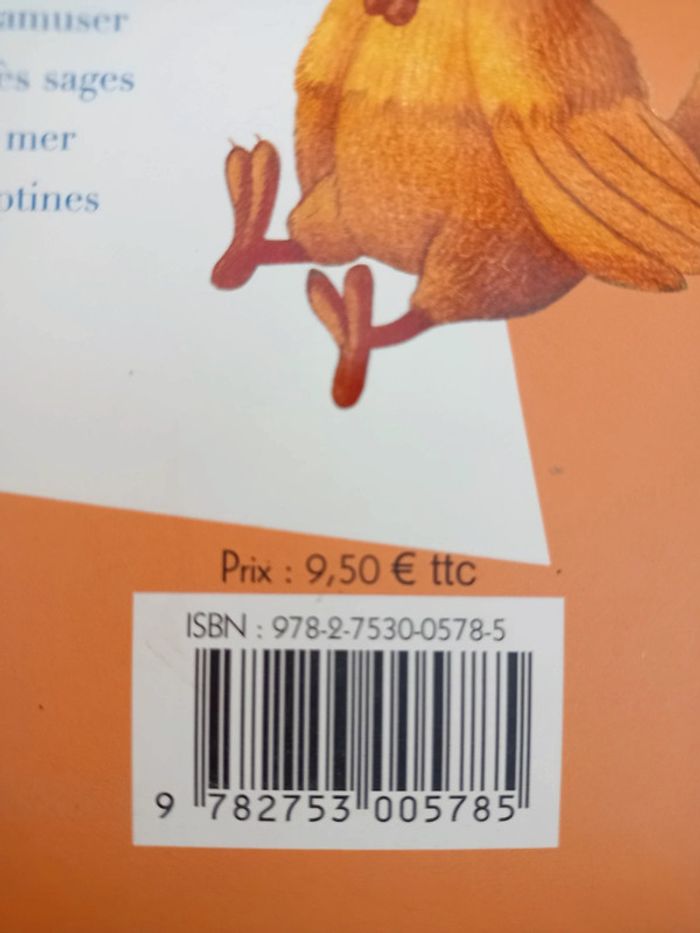 amuser
ès sages
mer
otines
Prix : 9,50 € ttc
ISBN : 978-2-7530-0578-5
9 782753 005785